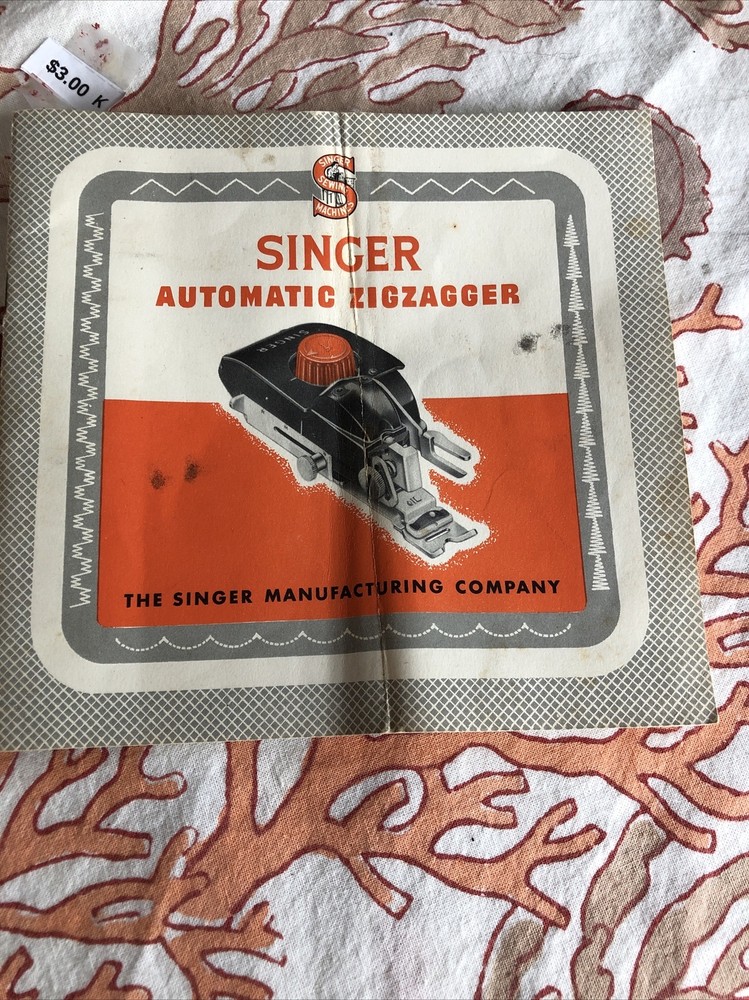 $3.00 K
SINGER
SEWING
MACHINES
SINGER
AUTOMATIC ZIGZAGGER
SINGER
THE SINGER MANUFACTURING COMPANY